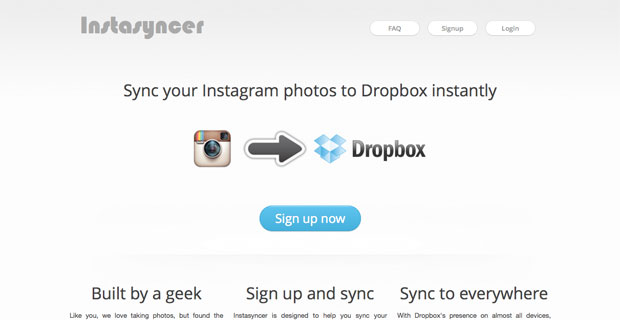 Instasyncer
FAQ Signup Login
Sync your Instagram photos to Dropbox instantly
Dropbox
Sign up now
Built by a geek Sign up and sync Sync to everywhere
Like you, we love taking photos, but found the Instasyncer is designed to help you sync your With Dropbox's presence on almost all devices,